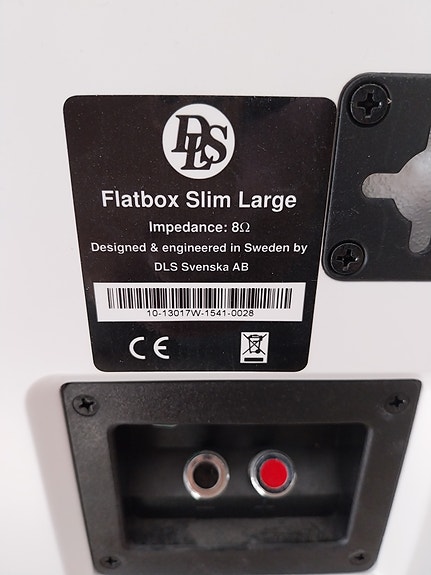 DLS
Flatbox Slim Large
Impedance: 8Ω
Designed & engineered in Sweden by
DLS Svenska AB
10-13017W-1541-0028
CE